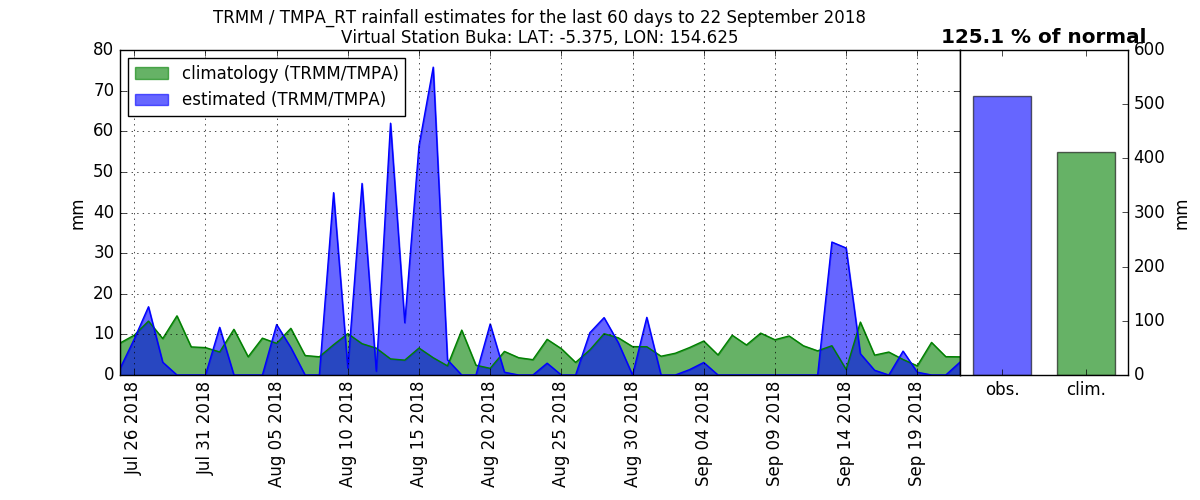 TRMM / TMPA_RT rainfall estimates for the last 60 days to 22 September 2018
Virtual Station Buka: LAT: -5.375, LON: 154.625
125.1 % of normal
climatology (TRMM/TMPA)
estimated (TRMM/TMPA)
80
70
60
50
40
30
20
10
0
mm
Jul 26 2018
Jul 31 2018
Aug 05 2018
Aug 10 2018
Aug 15 2018
Aug 20 2018
Aug 25 2018
Aug 30 2018
Sep 04 2018
Sep 09 2018
Sep 14 2018
Sep 19 2018
obs.
clim.
600
500
400
300
200
100
0
mm